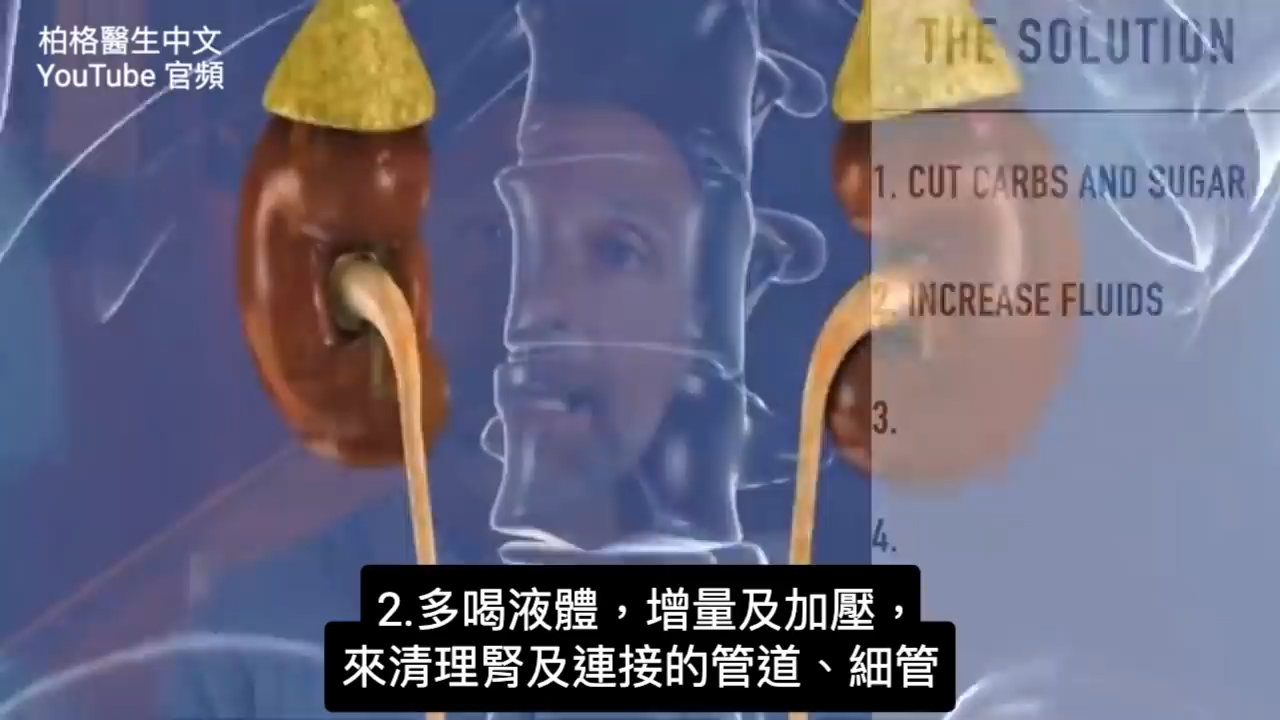 柏格醫生中文
YouTube 官頻
THE SOLUTION
1. CUT CARBS AND SUGAR
2. INCREASE FLUIDS
3.
4.
2.多喝液體，增量及加壓，
來清理腎及連接的管道、細管